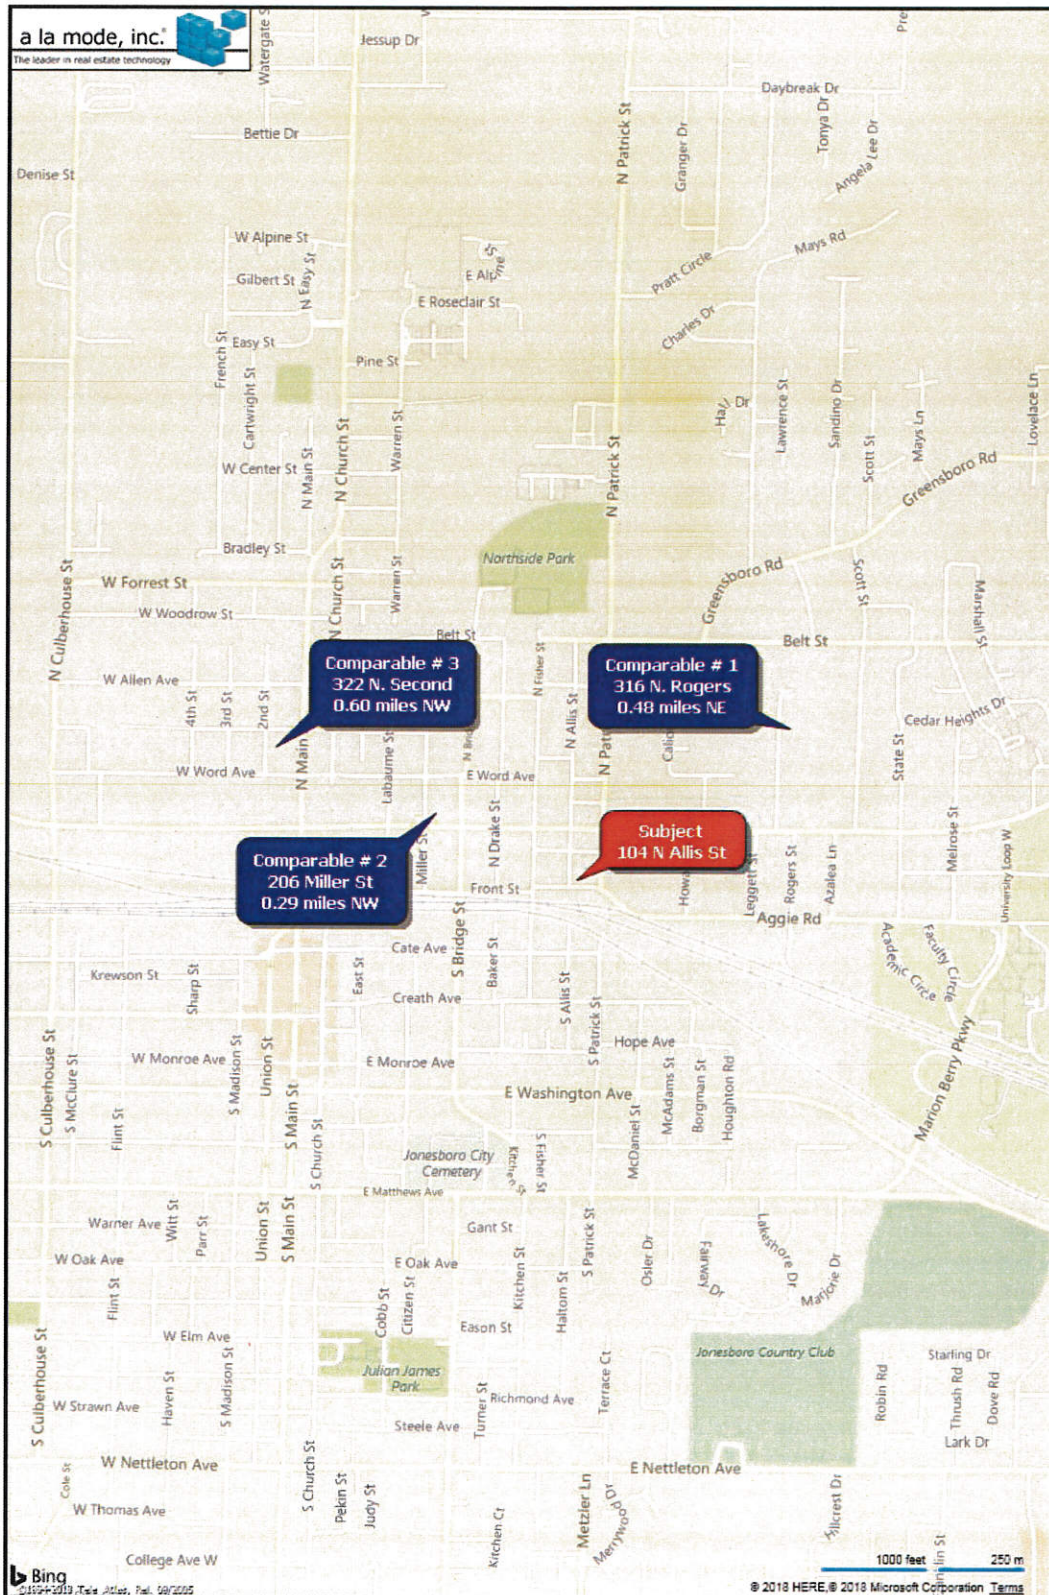 a la mode, inc.
The leader in real estate technology
Jessup Dr
Daybreak Dr
Tonya Dr
Angela Lee Dr
Bettie Dr
N Patrick St
Granger Dr
Denise St
W Alpine St
Mays Rd
Gilbert St
N Easy St
Pratt Circle
E Roseclair St
Charles Dr
French St
Easy St
Pine St
Cartwright St
Lawrence St
Sandino Dr
Scott St
Mays Ln
Lovelace Ln
W Center St
N Main St
N Church St
Warren St
N Patrick St
Greensboro Rd
Bradley St
Northside Park
W Forrest St
N Church St
Warren St
Greensboro Rd
Scott St
Marshall St
W Woodrow St
N Culberhouse St
Belt St
Belt St
Comparable # 3
322 N. Second
0.60 miles NW
N Fisher St
Comparable # 1
316 N. Rogers
0.48 miles NE
W Allen Ave
4th St
3rd St
2nd St
N Main
Labaume St
N Allis St
Cedar Heights Dr
State St
W Word Ave
E Word Ave
Subject
104 N Allis St
Comparable # 2
206 Miller St
0.29 miles NW
Miller St
N Drake St
Front St
Leggett St
Rogers St
Azalea Ln
Melrose St
University Loop W
Aggie Rd
S Bridge St
Cate Ave
Baker St
Academic Circle
Faculty Circle
Krewson St
Sharp St
East St
Creath Ave
S Allis St
S Patrick St
Hope Ave
S Culberhouse St
S McClure St
W Monroe Ave
S Madison St
Union St
E Monroe Ave
E Washington Ave
McDaniel St
McAdams St
Borgman St
Houghton Rd
Marion Berry Pkwy
Flint St
S Main St
S Church St
Jonesboro City
Cemetery
Kitchen St
S Fisher St
E Matthews Ave
Warner Ave
Witt St
Parr St
Union St
S Main St
Gant St
S Patrick St
Lakeshore Dr
W Oak Ave
E Oak Ave
Osler Dr
Fairway Dr
Marjorie Dr
Flint St
Cobb St
Citizen St
Kitchen St
Haltom St
W Elm Ave
Eason St
S Culberhouse St
Julian James
Park
Jonesboro Country Club
Starling Dr
Haven St
S Madison St
Turner St
Richmond Ave
Terrace Ct
Robin Rd
Thrush Rd
Dove Rd
W Strawn Ave
Steele Ave
Lark Dr
W Nettleton Ave
E Nettleton Ave
Cole St
S Church St
Pekin St
Judy St
W Thomas Ave
Kitchen Ct
Metzler Ln
Merrywood Dr
Hillcrest Dr
College Ave W
1000 feet
250 m
Bing
© 2018 HERE, © 2018 Microsoft Corporation Terms